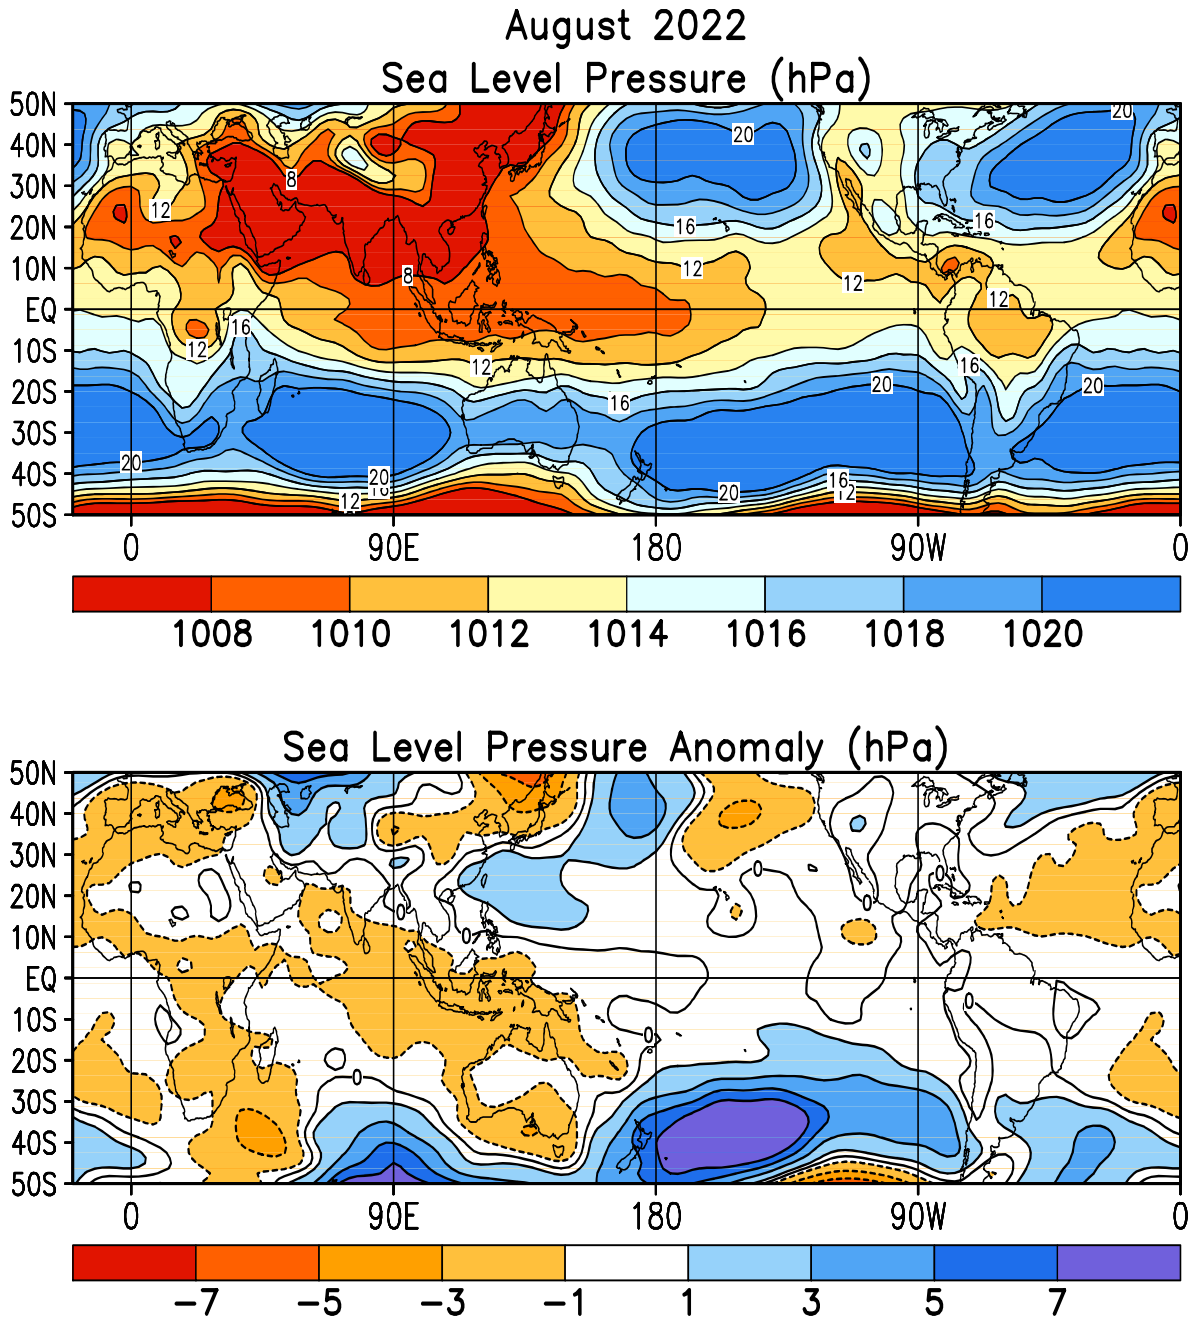 August 2022
Sea Level Pressure (hPa)
50N
40N
30N
20N
10N
EQ
10S
20S
30S
40S
50S
20
20
8
12
16
16
8
12
12
12
16
12
12
16
16
20
20
20
20
16
12
20
16
12
0
90E
180
90W
0
1008 1010 1012 1014 1016 1018 1020
Sea Level Pressure Anomaly (hPa)
50N
40N
30N
20N
10N
EQ
10S
20S
30S
40S
50S
0
0
0
0
0
0
0
0
0
90E
180
90W
0
−7 −5 −3 −1 1 3 5 7